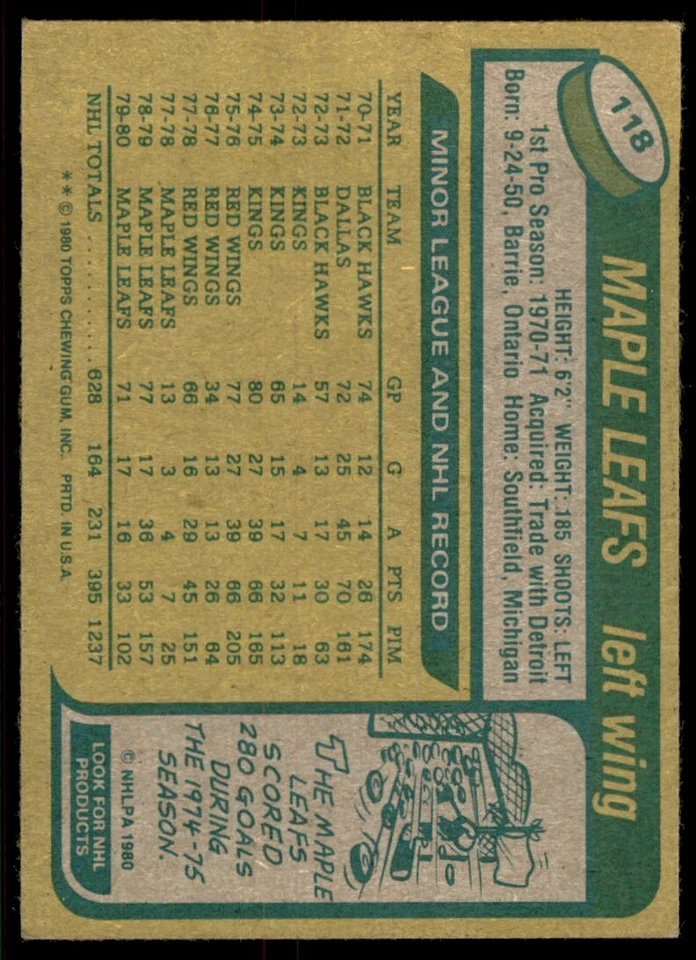 118
MAPLE LEAFS left wing
HEIGHT: 6'2" WEIGHT: 185 SHOOTS: LEFT
1st Pro Season: 1970-71 Acquired: Trade with Detroit
Born: 9-24-50, Barrie, Ontario Home: Southfield, Michigan
MINOR LEAGUE AND NHL RECORD
YEAR TEAM GP G A PTS PIM
70-71 BLACK HAWKS 74 12 14 26 174
71-72 DALLAS 72 25 45 70 161
72-73 BLACK HAWKS 57 13 17 30 63
72-73 KINGS 14 4 7 11 18
73-74 KINGS 65 15 17 32 113
74-75 KINGS 80 27 39 66 165
75-76 RED WINGS 77 27 39 66 205
76-77 RED WINGS 34 13 13 26 64
77-78 RED WINGS 66 16 29 45 151
77-78 MAPLE LEAFS 13 3 4 7 25
78-79 MAPLE LEAFS 77 17 36 53 157
79-80 MAPLE LEAFS 71 17 16 33 102
NHL TOTALS ............ 628 164 231 395 1237
**© 1980 TOPPS CHEWING GUM, INC. PRTD. IN U.S.A.
THE MAPLE
LEAFS
SCORED
280 GOALS
DURING
THE 1974-75
SEASON.
© NHLPA 1980
LOOK FOR NHL
PRODUCTS